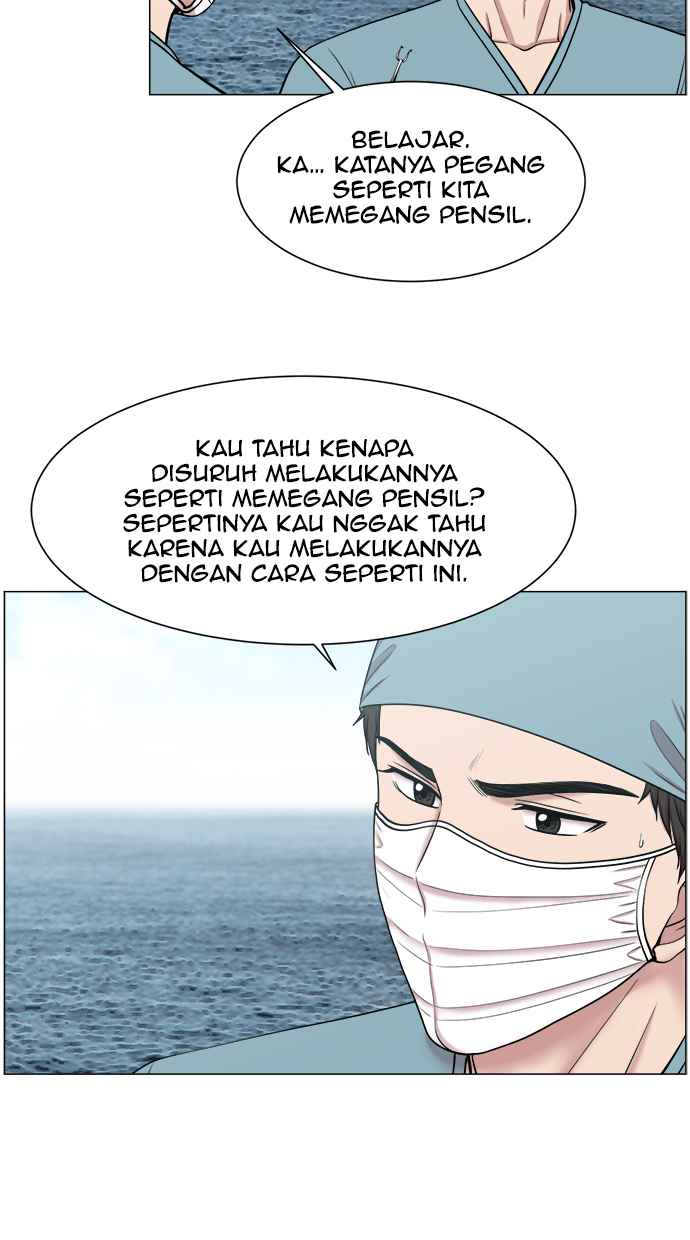 BELAJAR.
KA... KATANYA PEGANG
SEPERTI KITA
MEMEGANG PENSIL.
KAU TAHU KENAPA
DISURUH MELAKUKANNYA
SEPERTI MEMEGANG PENSIL?
SEPERTINYA KAU NGGAK TAHU
KARENA KAU MELAKUKANNYA
DENGAN CARA SEPERTI INI.